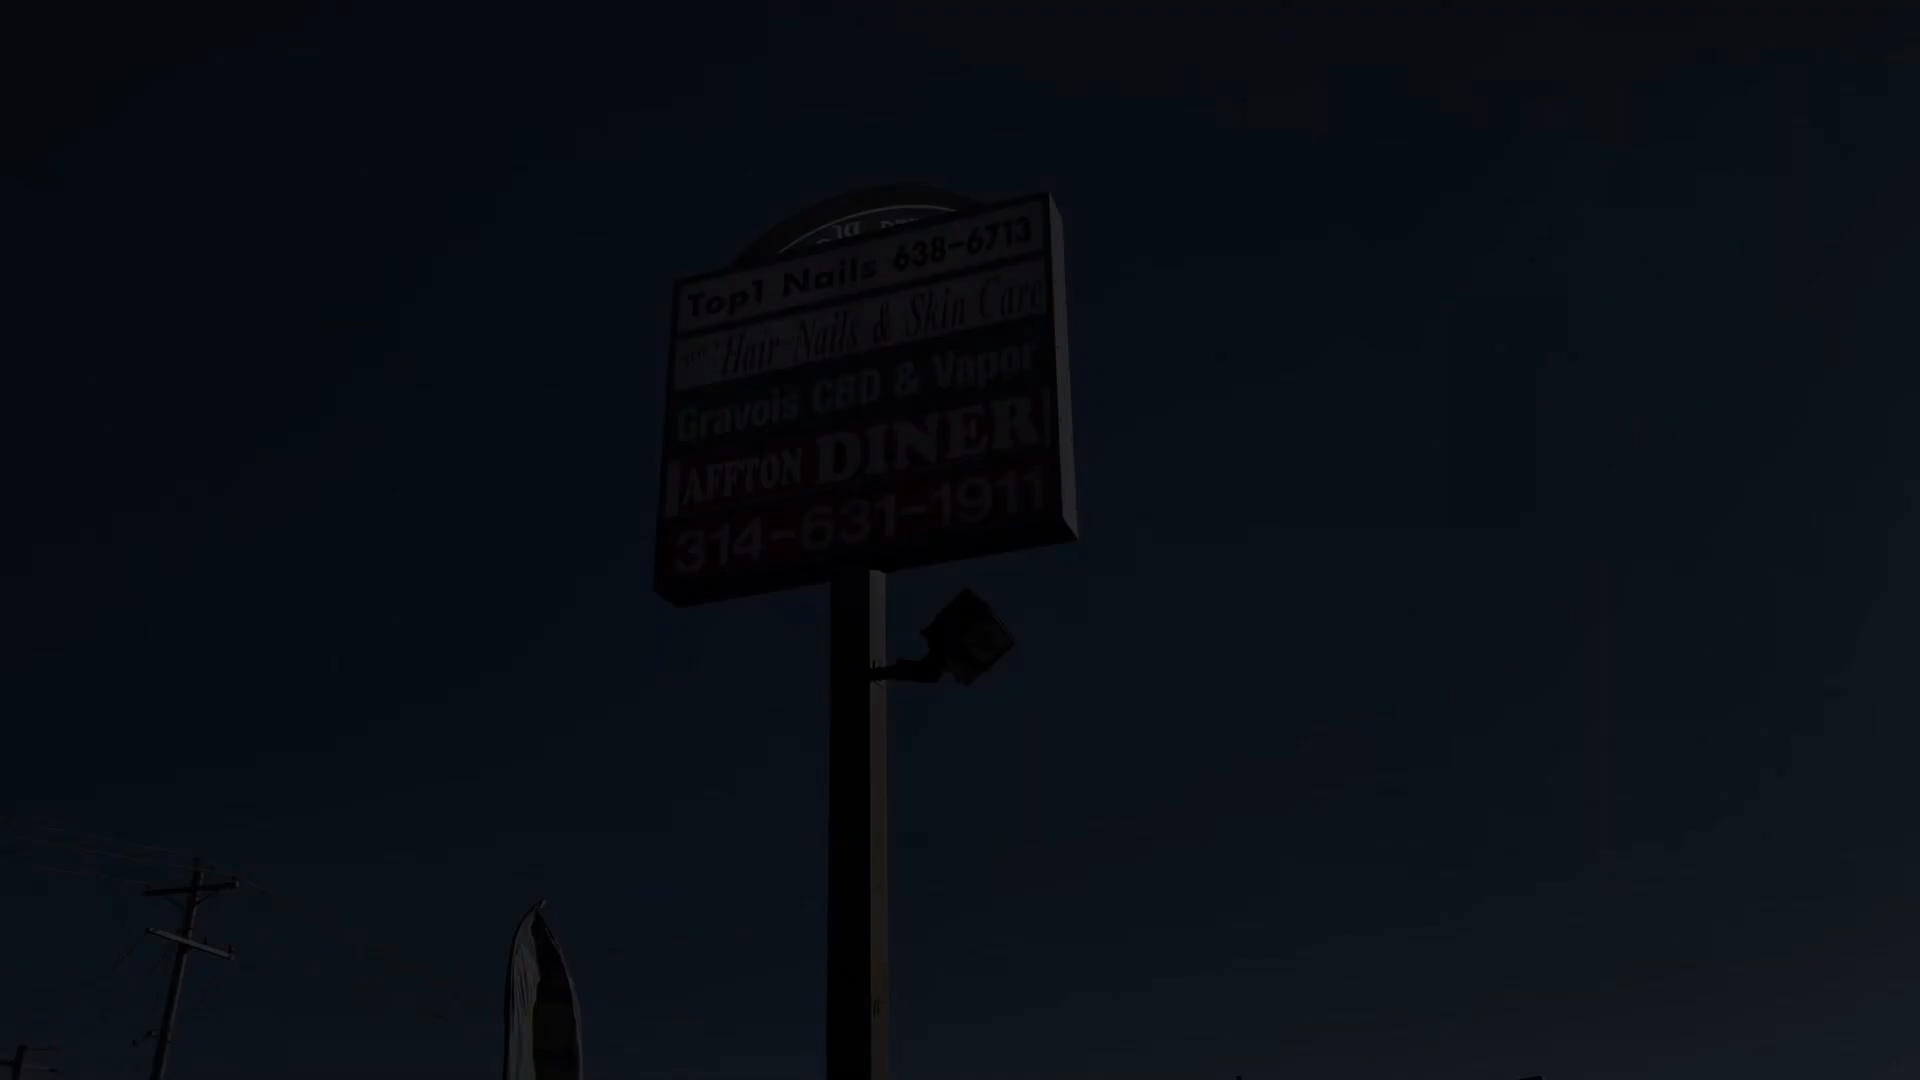 Top1 Nails 638-6713
Hair-Nails & Skin Care
Gravois CBD & Vapor
AFFTON DINER
314-631-1911